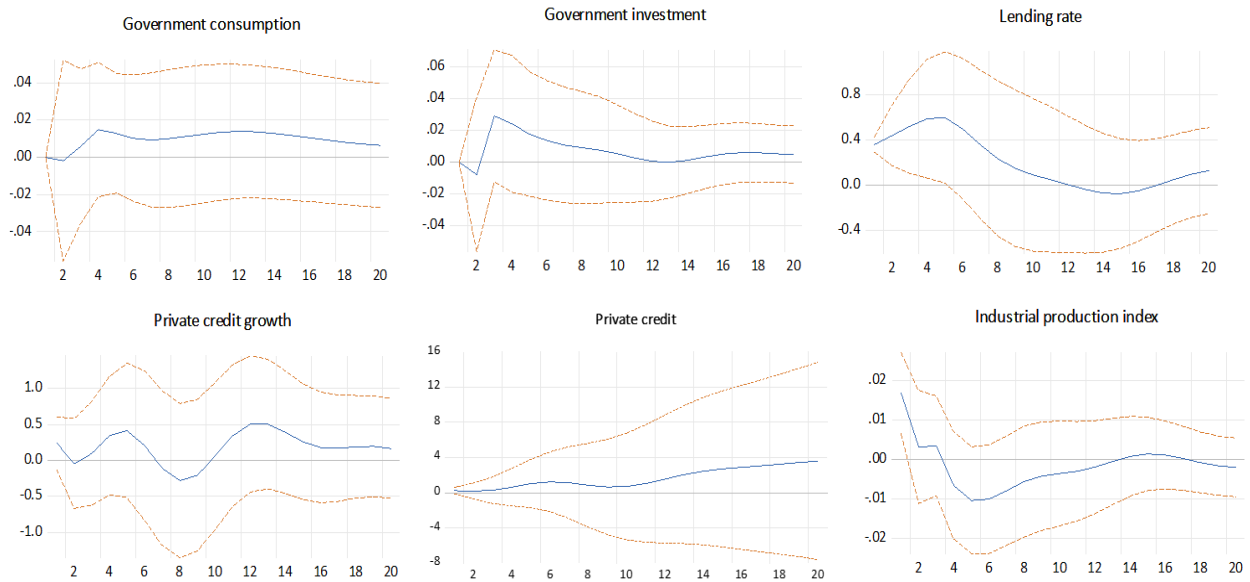 Government consumption
.04
.02
.00
-.02
-.04
2 4 6 8 10 12 14 16 18 20
Government investment
.06
.04
.02
.00
-.02
-.04
2 4 6 8 10 12 14 16 18 20
Lending rate
0.8
0.4
0.0
-0.4
2 4 6 8 10 12 14 16 18 20
Private credit growth
1.0
0.5
0.0
-0.5
-1.0
2 4 6 8 10 12 14 16 18 20
Private credit
16
12
8
4
0
-4
-8
2 4 6 8 10 12 14 16 18 20
Industrial production index
.02
.01
.00
-.01
-.02
2 4 6 8 10 12 14 16 18 20